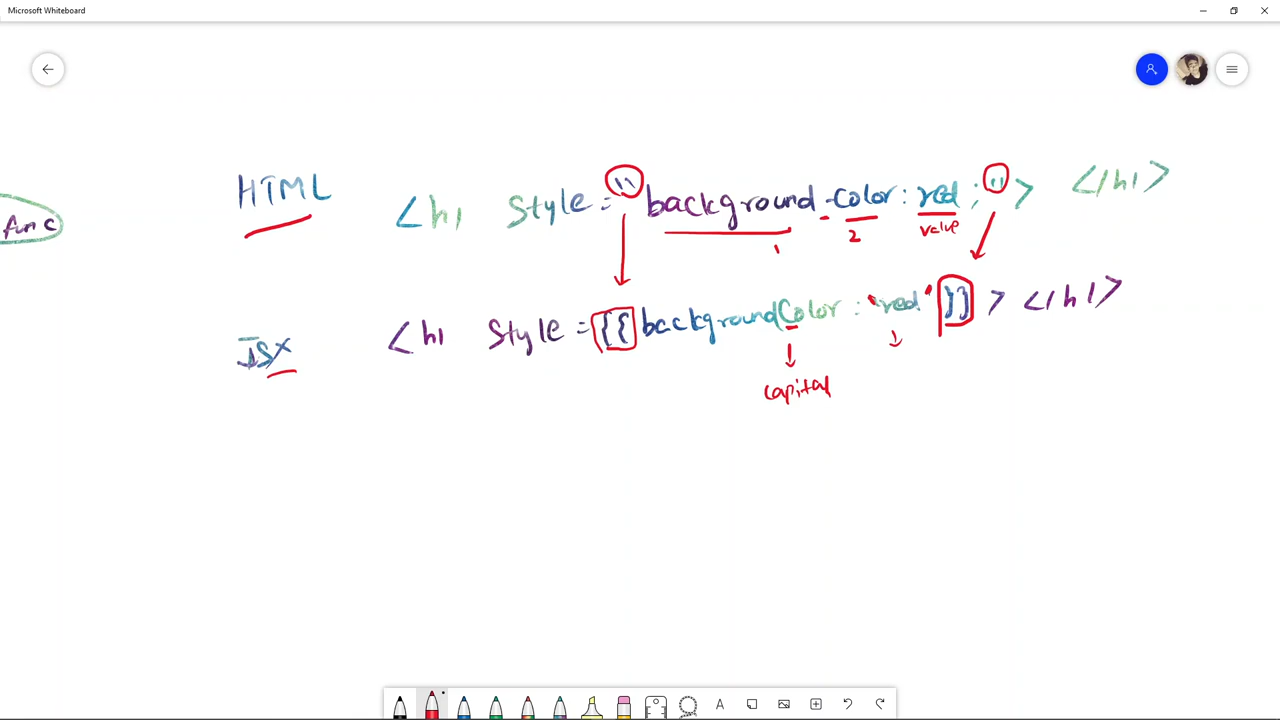 Microsoft Whiteboard
HTML <h1 Style = "background-color : red ; "> </h1>
func
1 2 value
JSX <h1 Style = {{ backgroundColor : 'red' }} > </h1>
capital
A